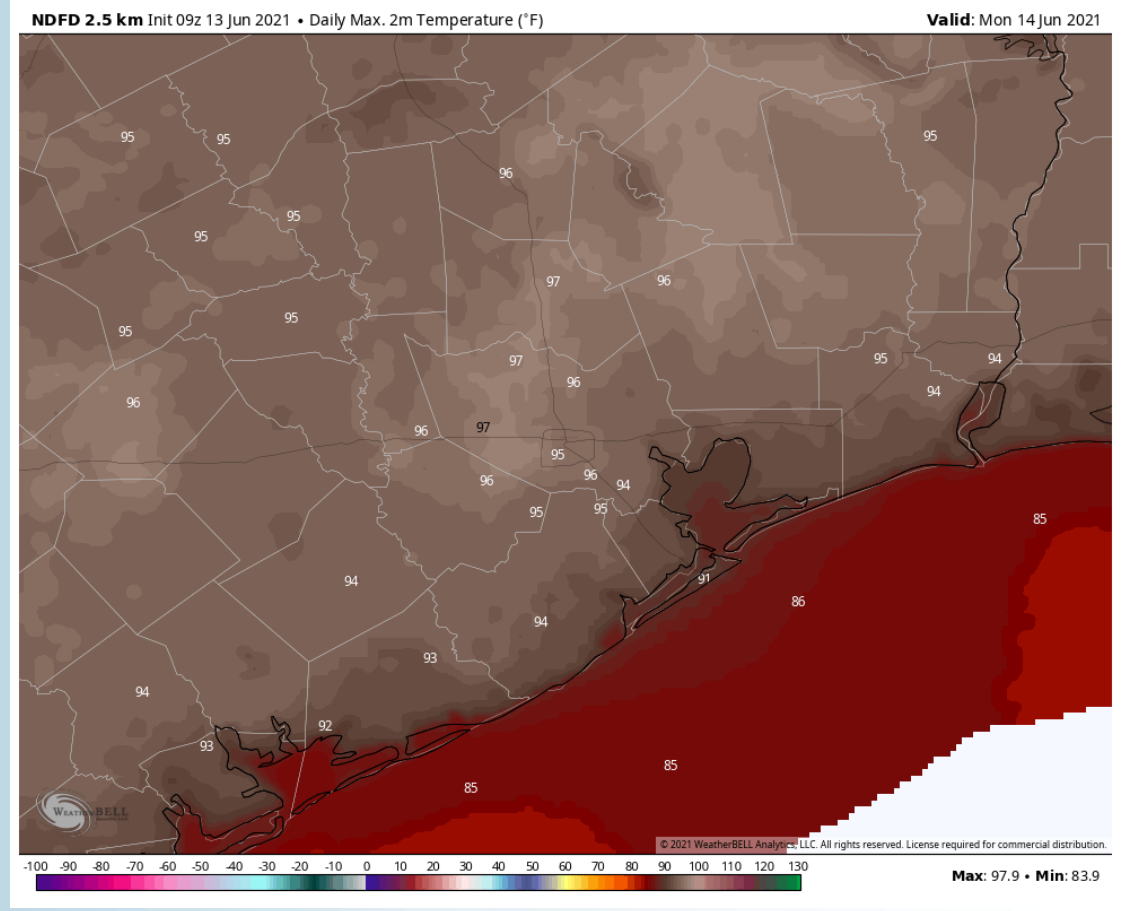 NDFD 2.5 km Init 09z 13 Jun 2021 • Daily Max. 2m Temperature (˚F) Valid: Mon 14 Jun 2021
95 95 95
96
95
95
97 96
95
95
97 95 94
96 94
96
96 97
95
96 96 94
95 95
85
94 91
86
94
93
94
92
93
85
85
WEATHERBELL
© 2021 WeatherBELL Analytics, LLC. All rights reserved. License required for commercial distribution.
-100 -90 -80 -70 -60 -50 -40 -30 -20 -10 0 10 20 30 40 50 60 70 80 90 100 110 120 130
Max: 97.9 • Min: 83.9